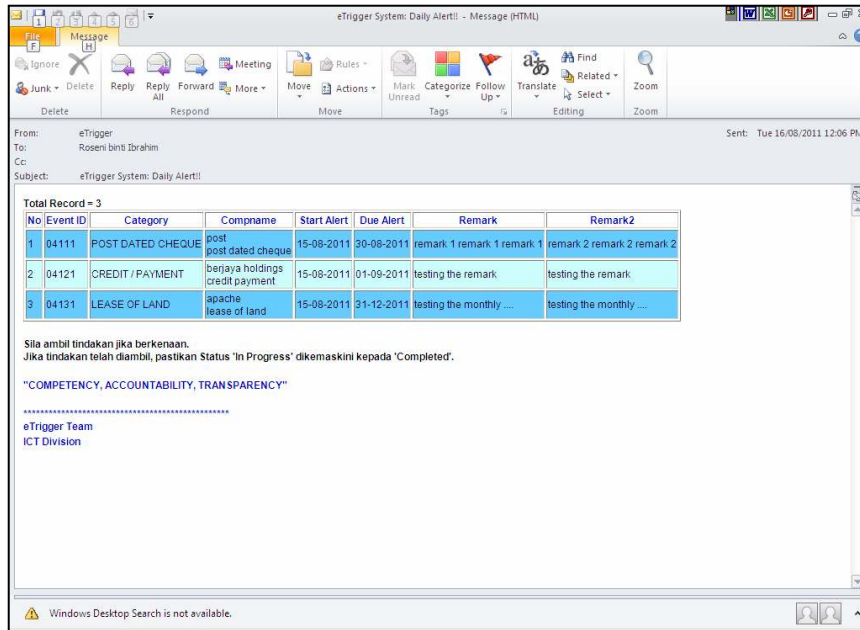 eTrigger System: Daily Alert!! - Message (HTML)
1 2 3 4 5 6
File Message
F H
Ignore Delete Reply Reply All Forward Meeting Move Rules Mark Unread Categorize Follow Up Translate Find Zoom
Junk More Actions Related
Select
Delete Respond Move Tags Editing Zoom
From: eTrigger Sent: Tue 16/08/2011 12:06 PM
To: Roseni binti Ibrahim
Cc:
Subject: eTrigger System: Daily Alert!!
Total Record = 3
No Event ID Category Compname Start Alert Due Alert Remark Remark2
1 04111 POST DATED CHEQUE post post dated cheque 15-08-2011 30-08-2011 remark 1 remark 1 remark 1 remark 2 remark 2 remark 2
2 04121 CREDIT / PAYMENT berjaya holdings credit payment 15-08-2011 01-09-2011 testing the remark testing the remark
3 04131 LEASE OF LAND apache lease of land 15-08-2011 31-12-2011 testing the monthly .... testing the monthly ....
Sila ambil tindakan jika berkenaan.
Jika tindakan telah diambil, pastikan Status 'In Progress' dikemaskini kepada 'Completed'.
"COMPETENCY, ACCOUNTABILITY, TRANSPARENCY"
*************************************************
eTrigger Team
ICT Division
Windows Desktop Search is not available.